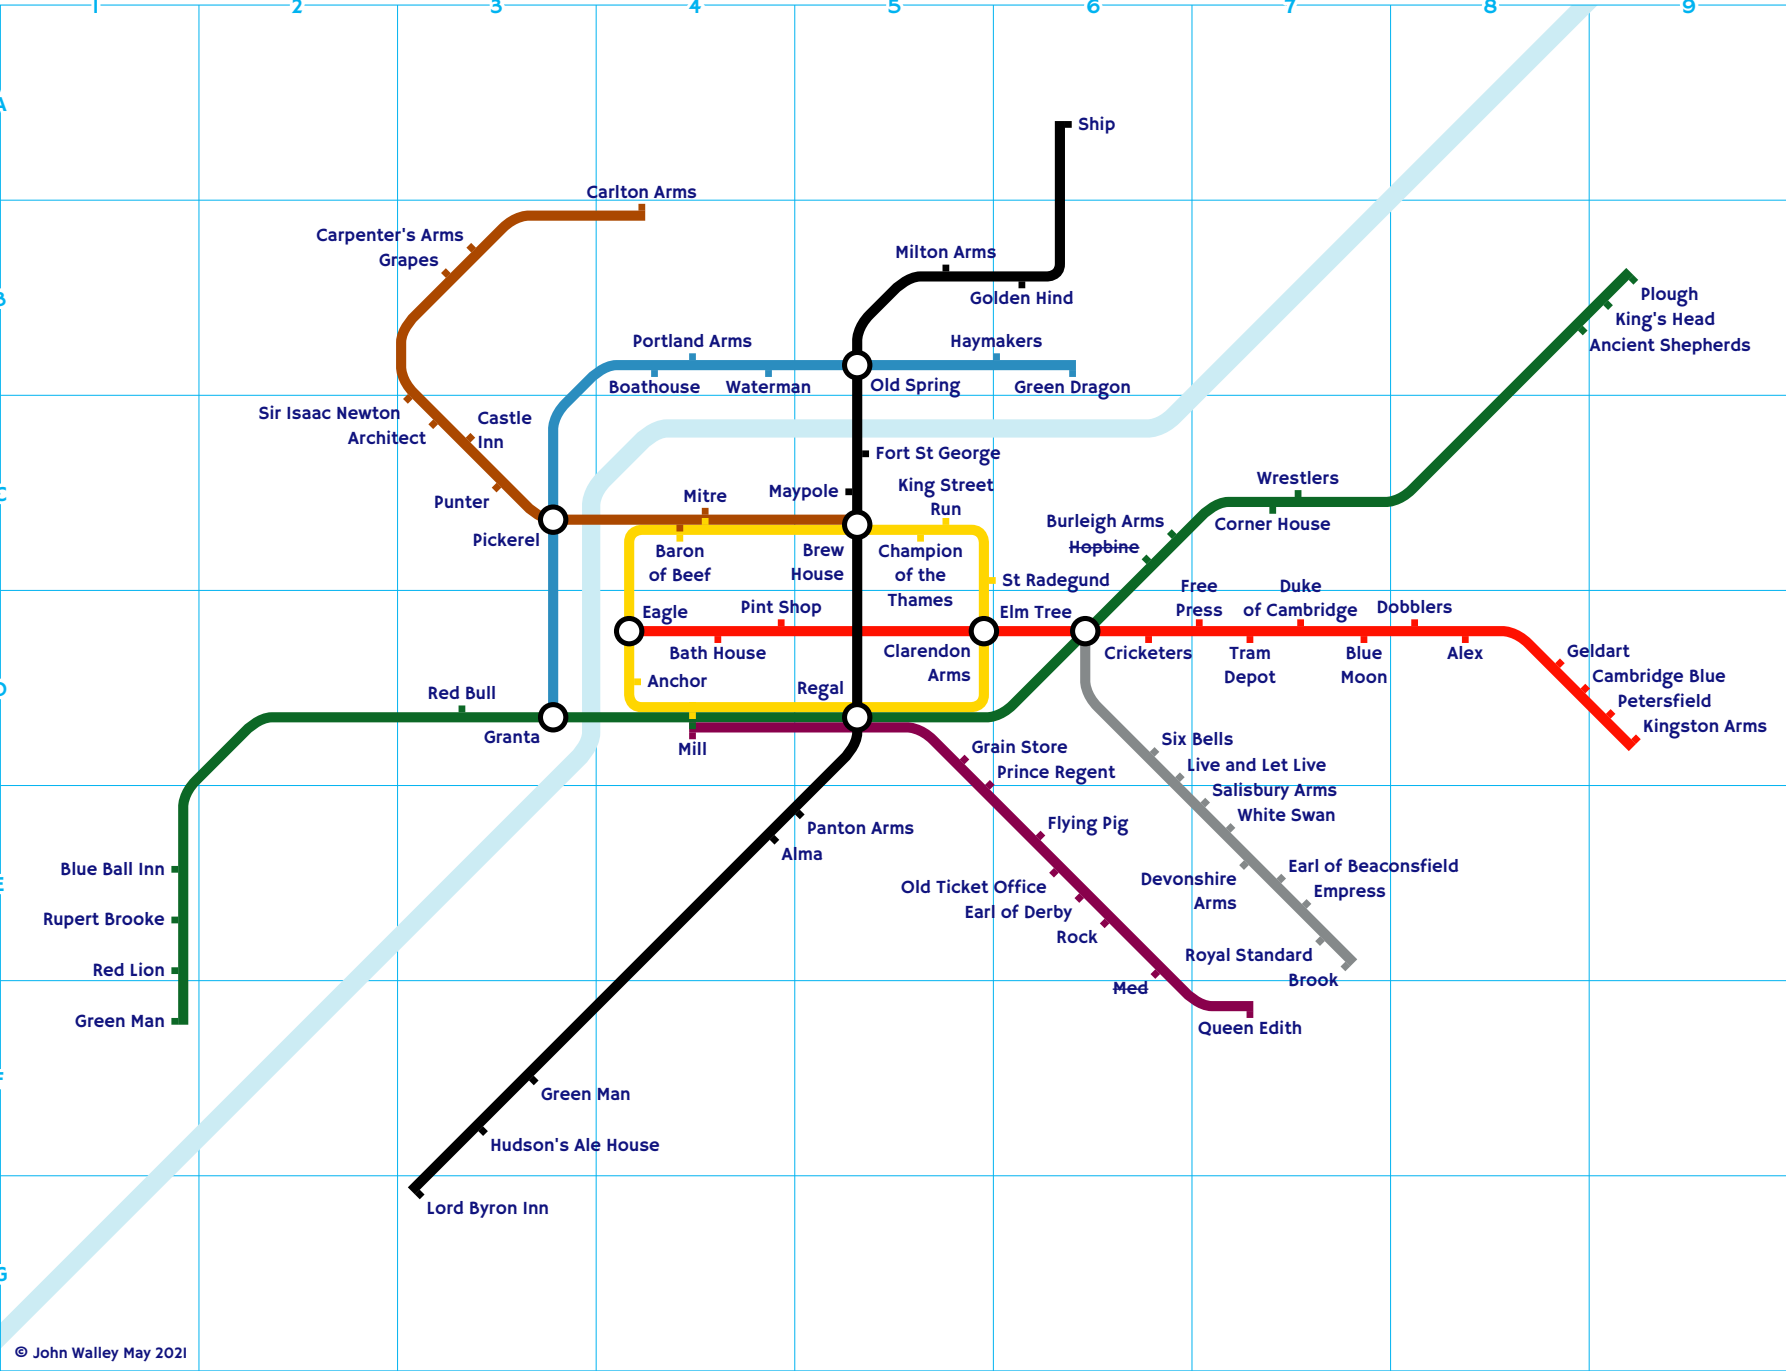 1 2 3 4 5 6 7 8 9
A
Ship
Carlton Arms
Carpenter's Arms
Grapes
Milton Arms
Golden Hind
B
Plough
King's Head
Ancient Shepherds
Portland Arms
Haymakers
Boathouse
Waterman
Old Spring
Green Dragon
Sir Isaac Newton
Architect
Castle
Inn
Fort St George
Maypole
King Street
Run
Wrestlers
Corner House
C
Punter
Mitre
Pickerel
Baron
of Beef
Brew
House
Champion
of the
Thames
Burleigh Arms
Hopbine
St Radegund
Eagle
Pint Shop
Elm Tree
Free
Press
Duke
of Cambridge
Dobblers
Bath House
Clarendon
Arms
Cricketers
Tram
Depot
Blue
Moon
Alex
Geldart
Cambridge Blue
Petersfield
Kingston Arms
D
Anchor
Regal
Red Bull
Granta
Mill
Grain Store
Prince Regent
Six Bells
Live and Let Live
Salisbury Arms
White Swan
Panton Arms
Alma
Flying Pig
E
Blue Ball Inn
Rupert Brooke
Red Lion
Green Man
Old Ticket Office
Earl of Derby
Rock
Med
Queen Edith
Devonshire
Arms
Earl of Beaconsfield
Empress
Royal Standard
Brook
F
Green Man
Hudson's Ale House
Lord Byron Inn
G
© John Walley May 2021